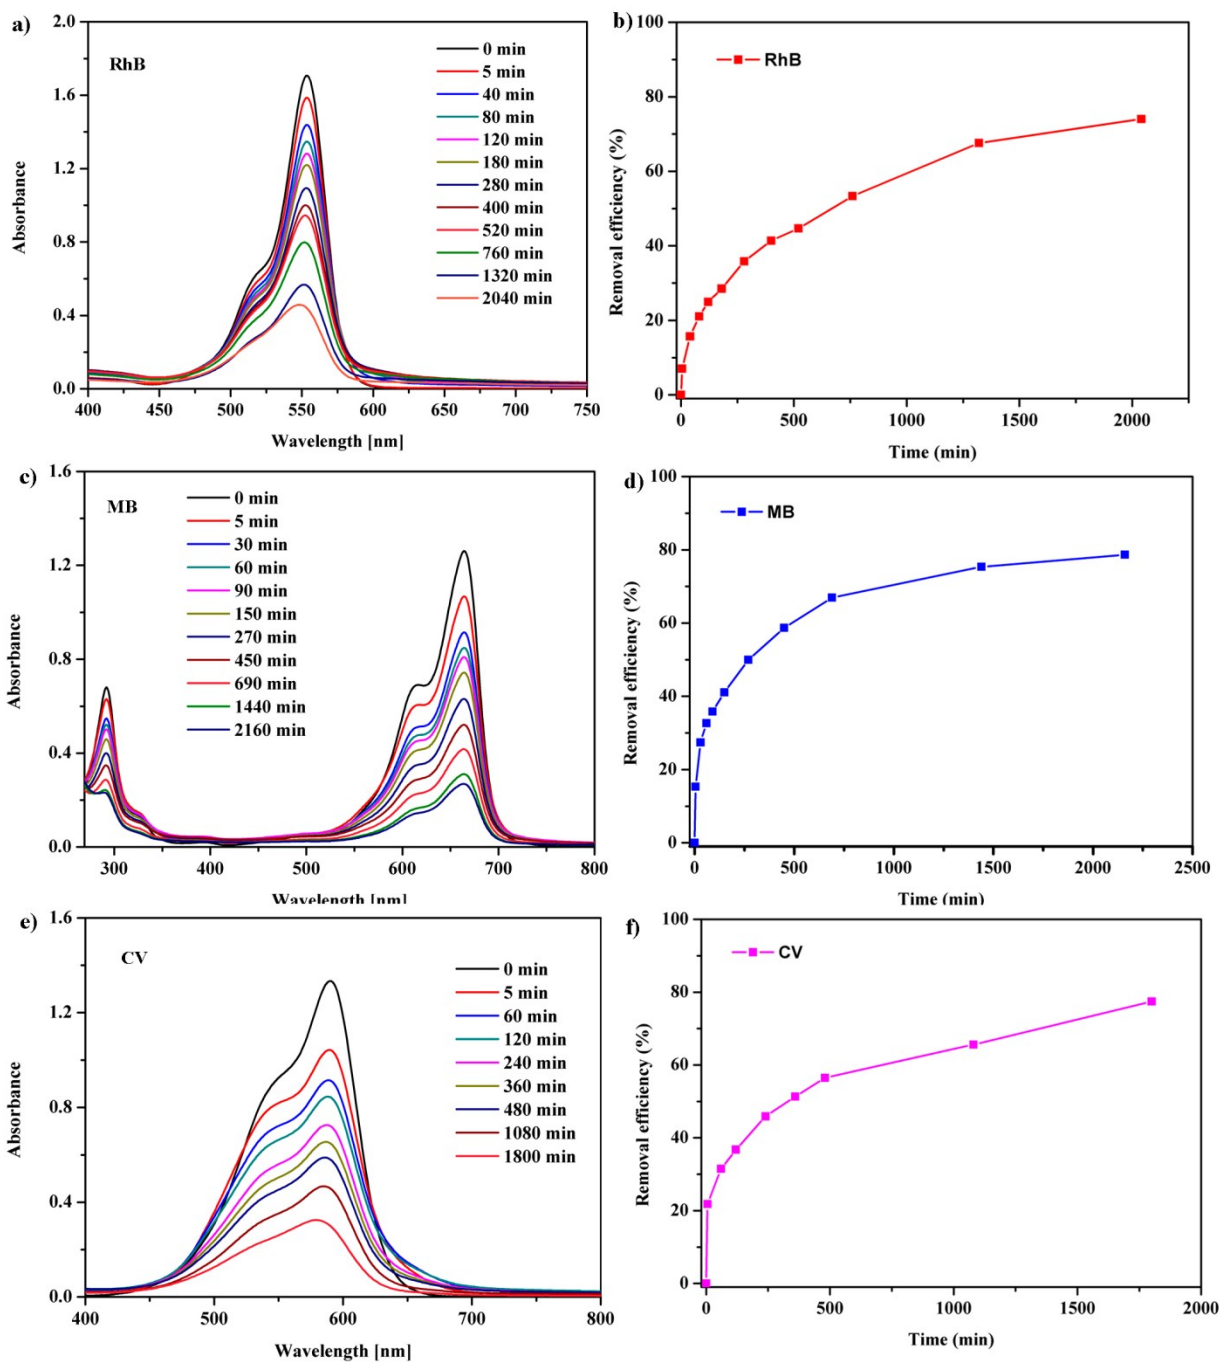 a)
RhB
2.0
1.6
1.2
0.8
0.4
0.0
Absorbance
0 min
5 min
40 min
80 min
120 min
180 min
280 min
400 min
520 min
760 min
1320 min
2040 min
400 450 500 550 600 650 700 750
Wavelength [nm]
b)
RhB
100
80
60
40
20
0
Removal efficiency (%)
0 500 1000 1500 2000
Time (min)
c)
MB
1.6
1.2
0.8
0.4
0.0
Absorbance
0 min
5 min
30 min
60 min
90 min
150 min
270 min
450 min
690 min
1440 min
2160 min
300 400 500 600 700 800
Wavelength [nm]
d)
MB
100
80
60
40
20
0
Removal efficiency (%)
0 500 1000 1500 2000 2500
Time (min)
e)
CV
1.6
1.2
0.8
0.4
0.0
Absorbance
0 min
5 min
60 min
120 min
240 min
360 min
480 min
1080 min
1800 min
400 500 600 700 800
Wavelength [nm]
f)
CV
100
80
60
40
20
0
Removal efficiency (%)
0 500 1000 1500 2000
Time (min)